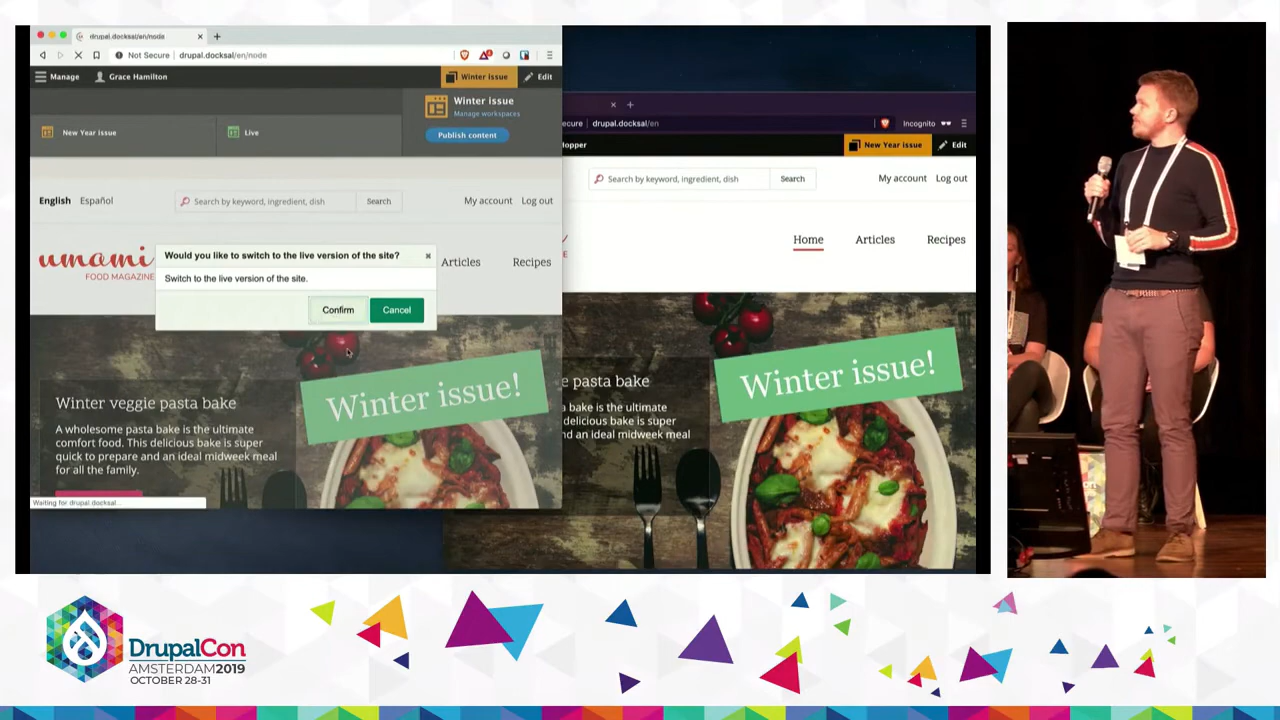 drupal.docksal/en/node
Not Secure
drupal.docksal/en/node
Manage
Grace Hamilton
Winter issue
Edit
Winter issue
Manage workspaces
Publish content
New Year issue
Live
English
Español
Search by keyword, ingredient, dish
Search
My account
Log out
umami
FOOD MAGAZINE
Articles
Recipes
Would you like to switch to the live version of the site?
Switch to the live version of the site.
Confirm
Cancel
Winter issue!
Winter veggie pasta bake
A wholesome pasta bake is the ultimate
comfort food. This delicious bake is super
quick to prepare and an ideal midweek meal
for all the family.
Waiting for drupal.docksal...
ecure
drupal.docksal/en
Incognito
Hopper
New Year issue
Edit
Search by keyword, ingredient, dish
Search
My account
Log out
Home
Articles
Recipes
e pasta bake
a bake is the ultimate
delicious bake is super
nd an ideal midweek meal
Winter issue!
DrupalCon
AMSTERDAM2019
OCTOBER 28-31